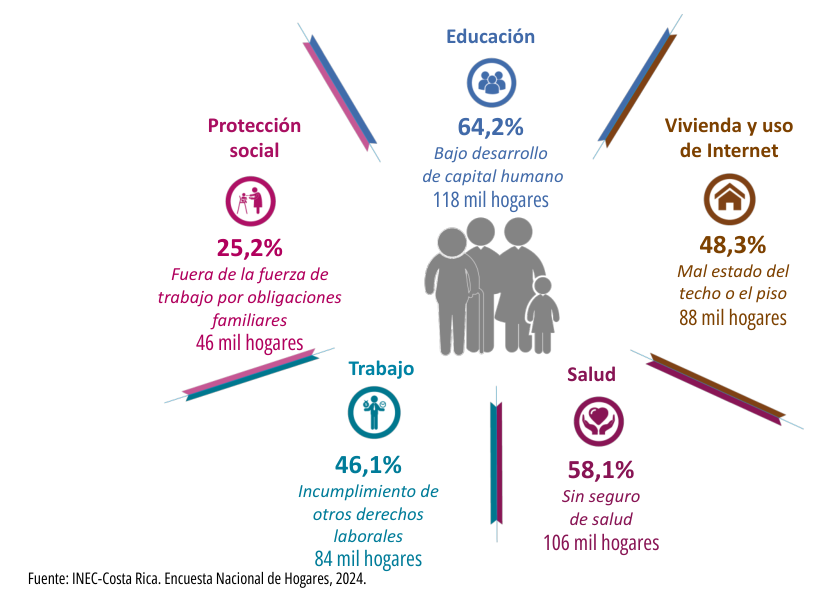 Educación
64,2%
Bajo desarrollo
de capital humano
118 mil hogares
Protección
social
25,2%
Fuera de la fuerza de
trabajo por obligaciones
familiares
46 mil hogares
Vivienda y uso
de Internet
48,3%
Mal estado del
techo o el piso
88 mil hogares
Trabajo
46,1%
Incumplimiento de
otros derechos
laborales
84 mil hogares
Salud
58,1%
Sin seguro
de salud
106 mil hogares
Fuente: INEC-Costa Rica. Encuesta Nacional de Hogares, 2024.